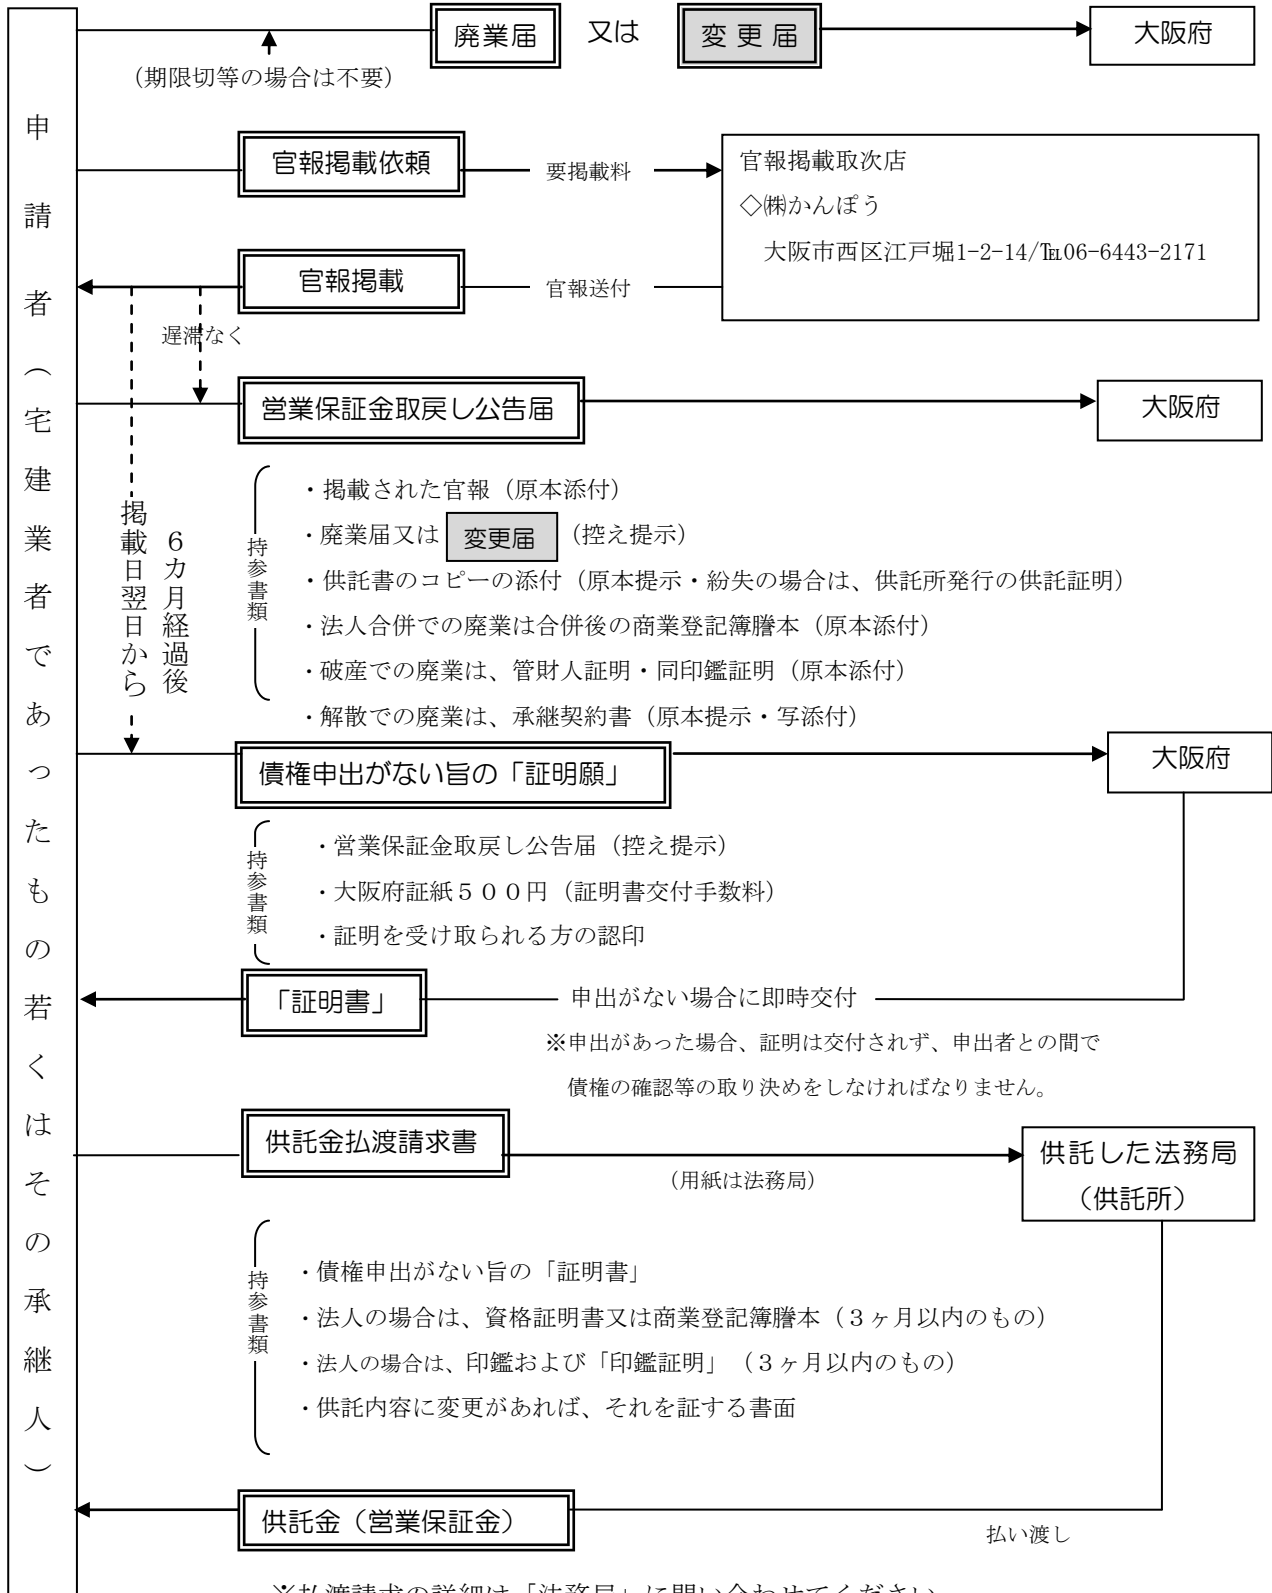 申請者（宅建業者であったもの若くはその承継人）
廃業届 又は 変更届 大阪府
（期限切等の場合は不要）
官報掲載依頼 要掲載料
官報掲載取次店
◇㈱かんぽう
大阪市西区江戸堀1-2-14/℡06-6443-2171
官報掲載 官報送付
遅滞なく
営業保証金取戻し公告届 大阪府
掲載日翌日から
６カ月経過後
持参書類
・掲載された官報（原本添付）
・廃業届又は 変更届 （控え提示）
・供託書のコピーの添付（原本提示・紛失の場合は、供託所発行の供託証明）
・法人合併での廃業は合併後の商業登記簿謄本（原本添付）
・破産での廃業は、管財人証明・同印鑑証明（原本添付）
・解散での廃業は、承継契約書（原本提示・写添付）
債権申出がない旨の「証明願」 大阪府
持参書類
・営業保証金取戻し公告届（控え提示）
・大阪府証紙５００円（証明書交付手数料）
・証明を受け取られる方の認印
「証明書」 申出がない場合に即時交付
※申出があった場合、証明は交付されず、申出者との間で
債権の確認等の取り決めをしなければなりません。
供託金払渡請求書 （用紙は法務局）
供託した法務局
（供託所）
持参書類
・債権申出がない旨の「証明書」
・法人の場合は、資格証明書又は商業登記簿謄本（３ヶ月以内のもの）
・法人の場合は、印鑑および「印鑑証明」（３ヶ月以内のもの）
・供託内容に変更があれば、それを証する書面
供託金（営業保証金） 払い渡し
※払渡請求の詳細は「法務局」に問い合わせてください